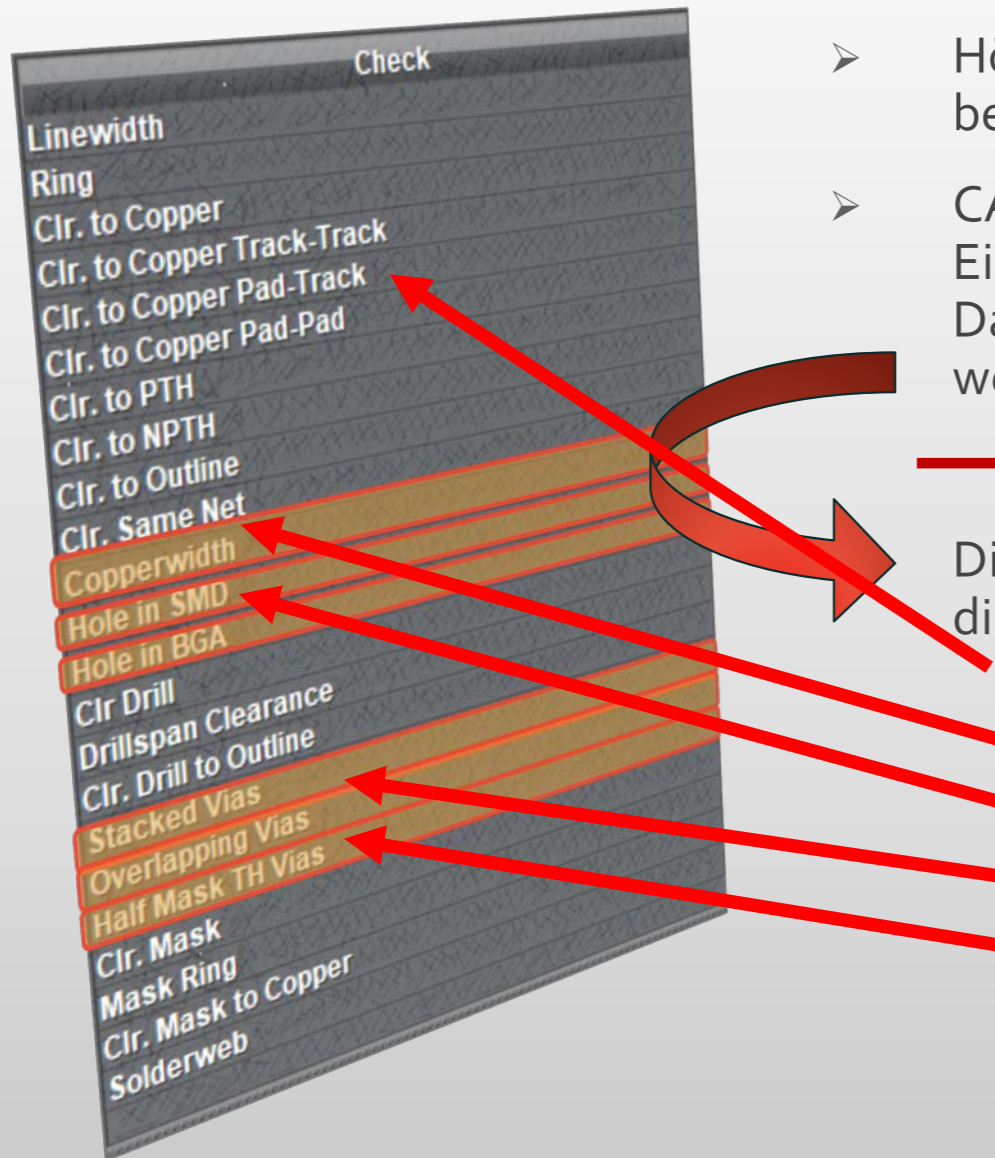 Check
Linewidth
Ring
Clr. to Copper
Clr. to Copper Track-Track
Clr. to Copper Pad-Track
Clr. to Copper Pad-Pad
Clr. to PTH
Clr. to NPTH
Clr. to Outline
Clr. Same Net
Copperwidth
Hole in SMD
Hole in BGA
Clr Drill
Drillspan Clearance
Clr. Drill to Outline
Stacked Vias
Overlapping Vias
Half Mask TH Vias
Clr. Mask
Mask Ring
Clr. Mask to Copper
Solderweb